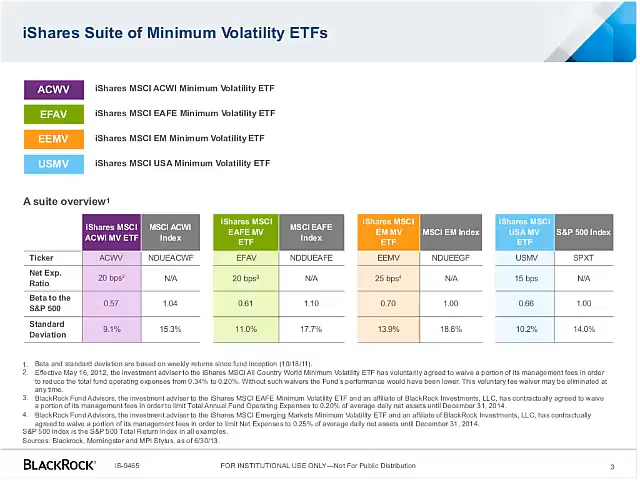 iShares Suite of Minimum Volatility ETFs
ACWV iShares MSCI ACWI Minimum Volatility ETF
EFAV iShares MSCI EAFE Minimum Volatility ETF
EEMV iShares MSCI EM Minimum Volatility ETF
USMV iShares MSCI USA Minimum Volatility ETF
A suite overview1
iShares MSCI ACWI MV ETF MSCI ACWI Index iShares MSCI EAFE MV ETF MSCI EAFE Index iShares MSCI EM MV ETF MSCI EM Index iShares MSCI USA MV ETF S&P 500 Index
Ticker ACWV NDUEACWF EFAV NDDUEAFE EEMV NDUEEGF USMV SPXT
Net Exp. Ratio 20 bps2 N/A 20 bps3 N/A 25 bps4 N/A 15 bps N/A
Beta to the S&P 500 0.57 1.04 0.61 1.10 0.70 1.00 0.66 1.00
Standard Deviation 9.1% 15.3% 11.0% 17.7% 13.9% 18.6% 10.2% 14.0%
1. Beta and standard deviation are based on weekly returns since fund inception (10/18/11).
2. Effective May 16, 2012, the investment adviser to the iShares MSCI All Country World Minimum Volatility ETF has voluntarily agreed to waive a portion of its management fees in order
to reduce the total fund operating expenses from 0.34% to 0.20%. Without such waivers the Fund's performance would have been lower. This voluntary fee waiver may be eliminated at
any time.
3. BlackRock Fund Advisors, the investment adviser to the iShares MSCI EAFE Minimum Volatility ETF and an affiliate of BlackRock Investments, LLC, has contractually agreed to waive
a portion of its management fees in order to limit Total Annual Fund Operating Expenses to 0.20% of average daily net assets until December 31, 2014.
4. BlackRock Fund Advisors, the investment adviser to the iShares MSCI Emerging Markets Minimum Volatility ETF and an affiliate of BlackRock Investments, LLC, has contractually
agreed to waive a portion of its management fees in order to limit Net Expenses to 0.25% of average daily net assets until December 31, 2014.
S&P 500 Index is the S&P 500 Total Return Index in all examples.
Sources: Blackrock, Morningstar and MPI Stylus, as of 6/30/13.
BLACKROCK® IS-9465 FOR INSTITUTIONAL USE ONLY—Not For Public Distribution 3